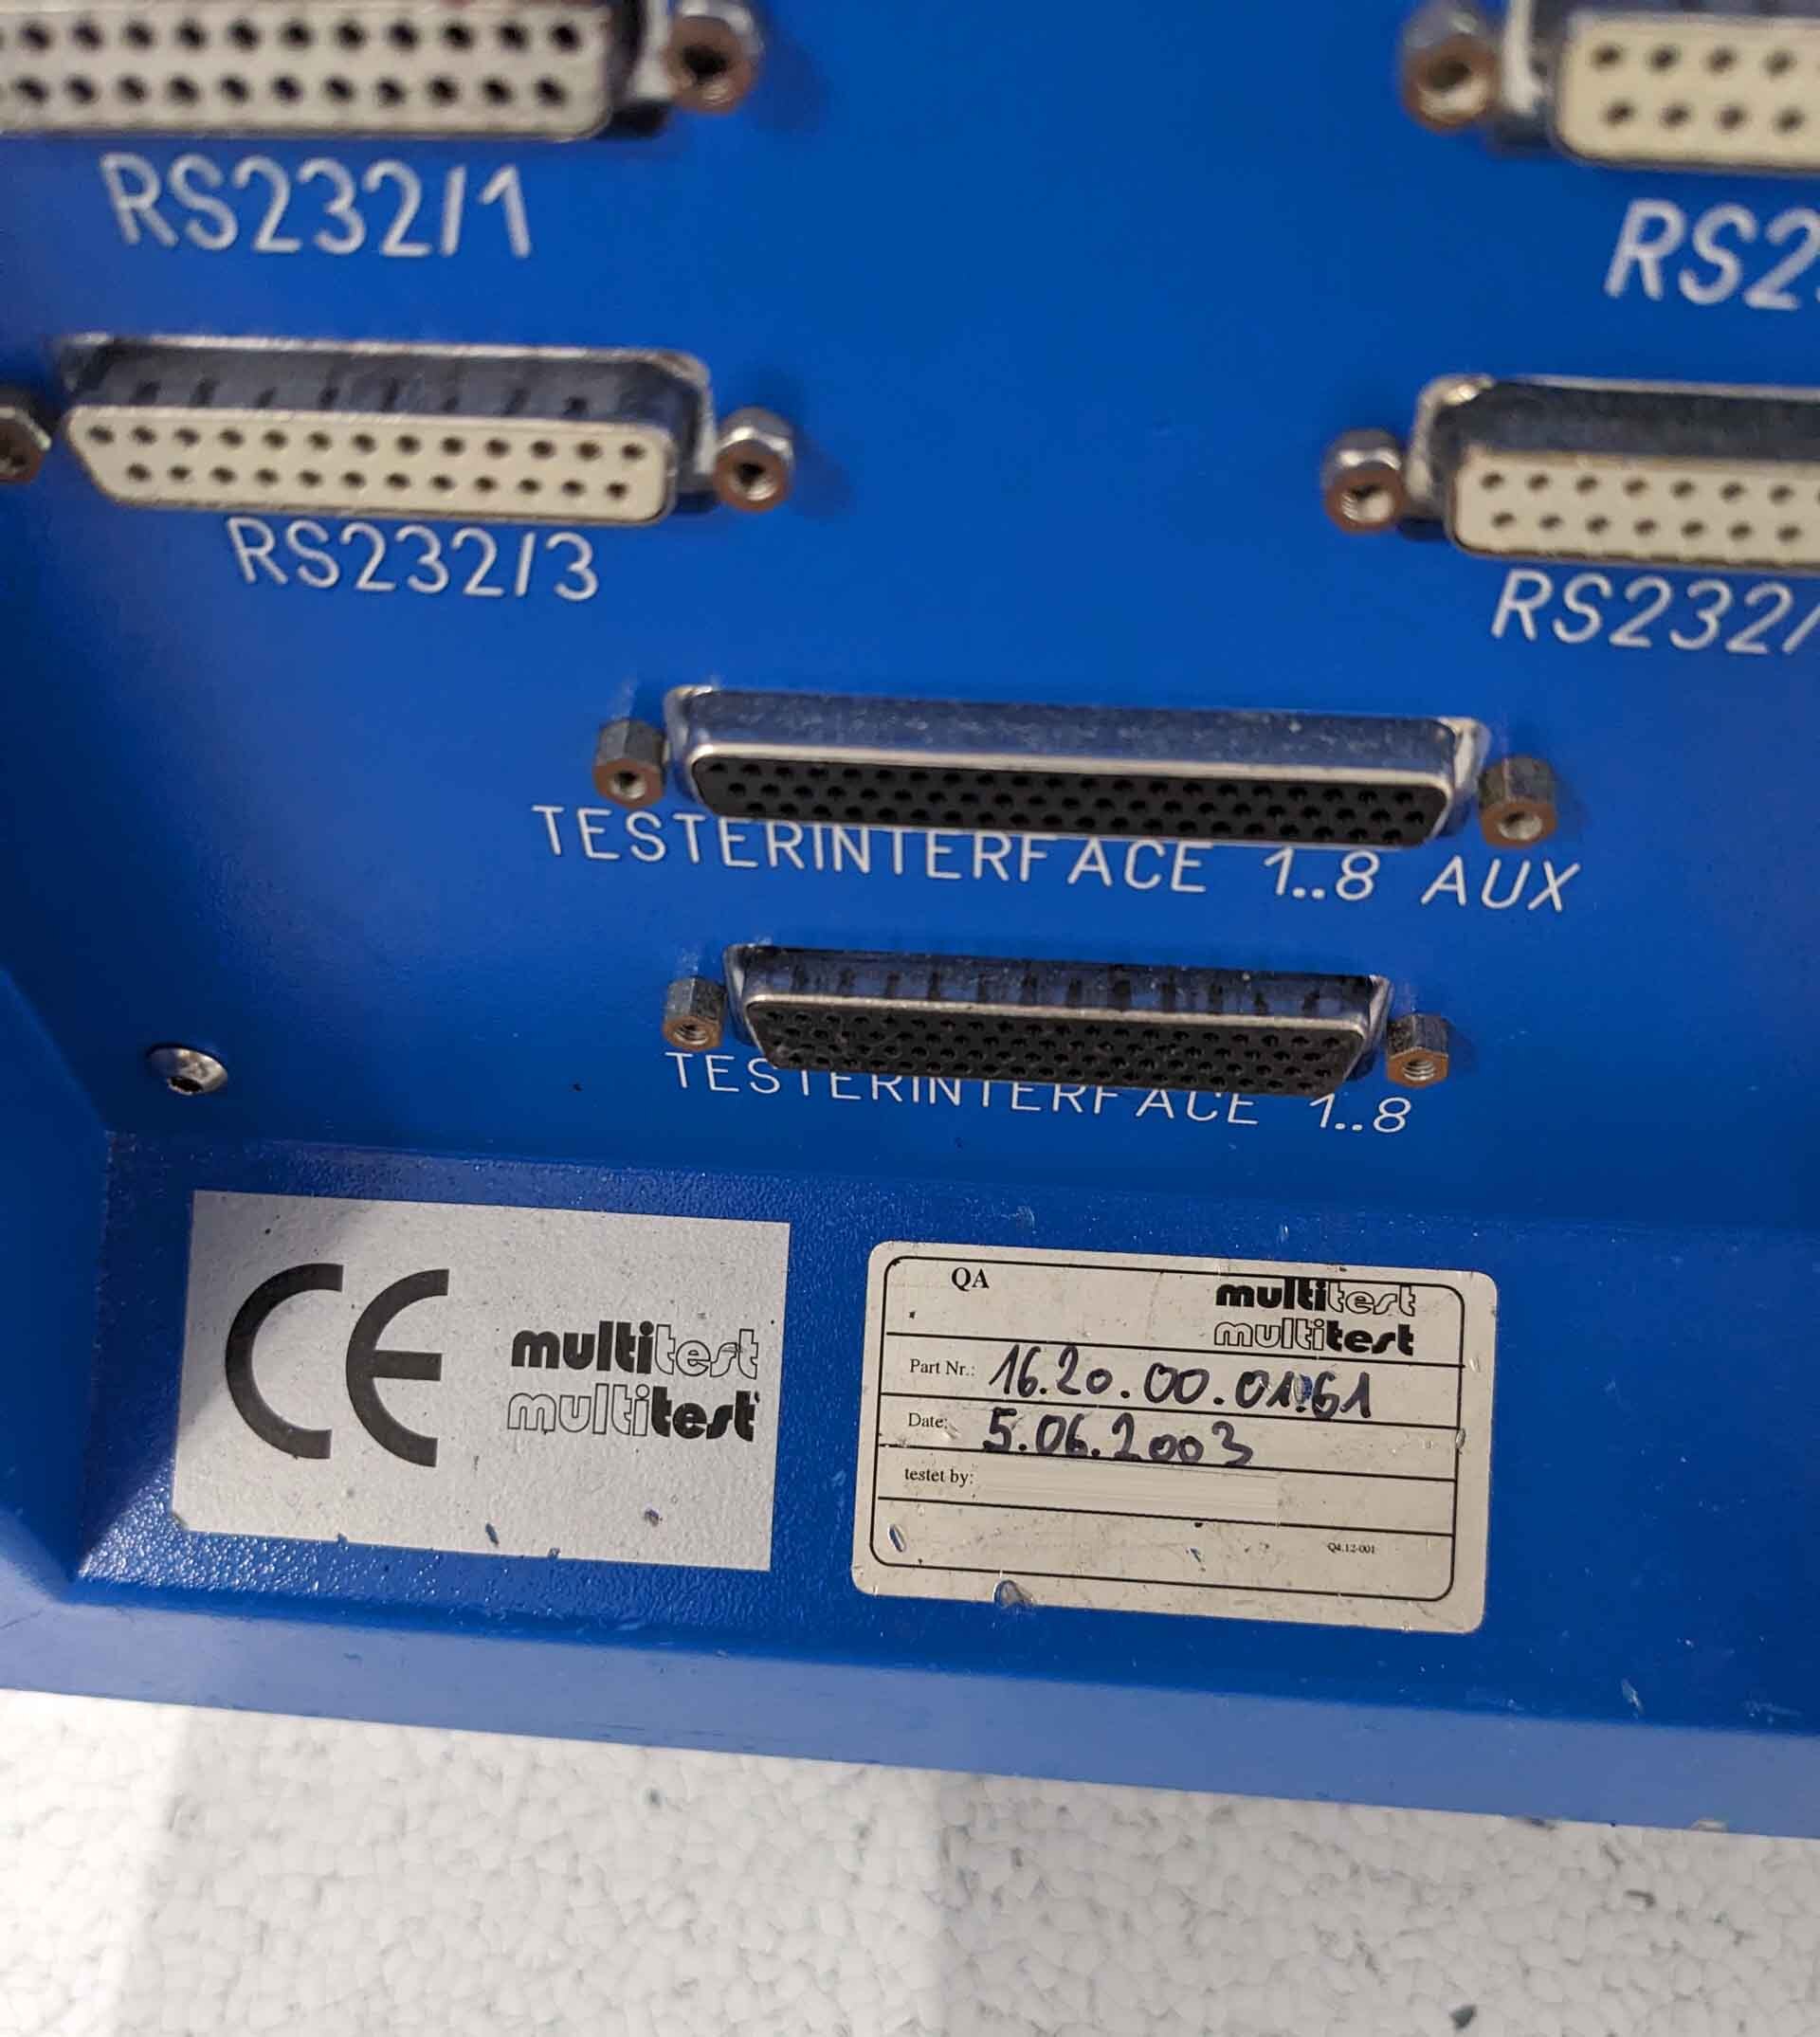 RS232/1
RS2
RS232/3
RS232/
TESTERINTERFACE 1..8 AUX
TESTERINTERFACE 1..8
CE
multitest
multitest
QA
multitest
multitest
Part Nr.: 16.20.00.01.61
Date: 5.06.2003
testet by:
Q4.12-001